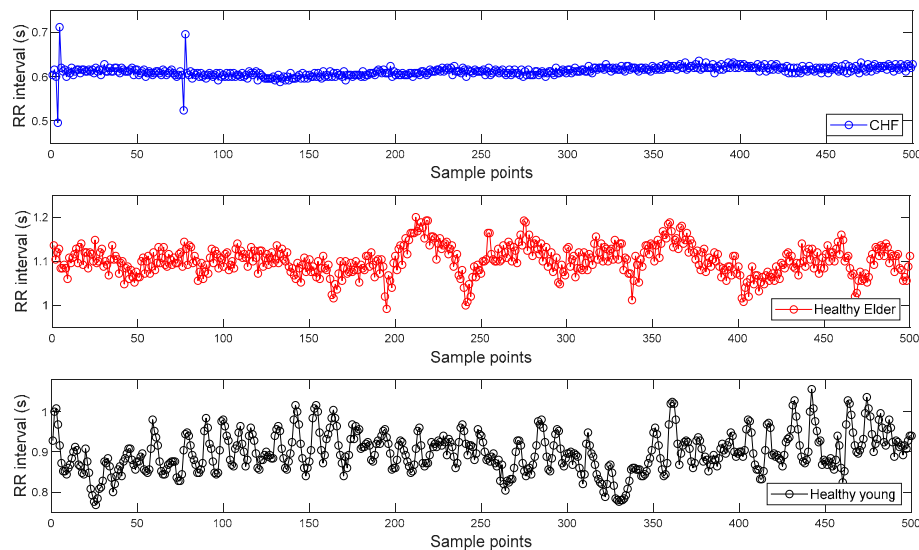 RR interval (s)
0.7
0.6
0.5
0 50 100 150 200 250 300 350 400 450 500
Sample points
CHF
RR interval (s)
1.2
1.1
1
0 50 100 150 200 250 300 350 400 450 500
Sample points
Healthy Elder
RR interval (s)
1
0.9
0.8
0 50 100 150 200 250 300 350 400 450 500
Sample points
Healthy young